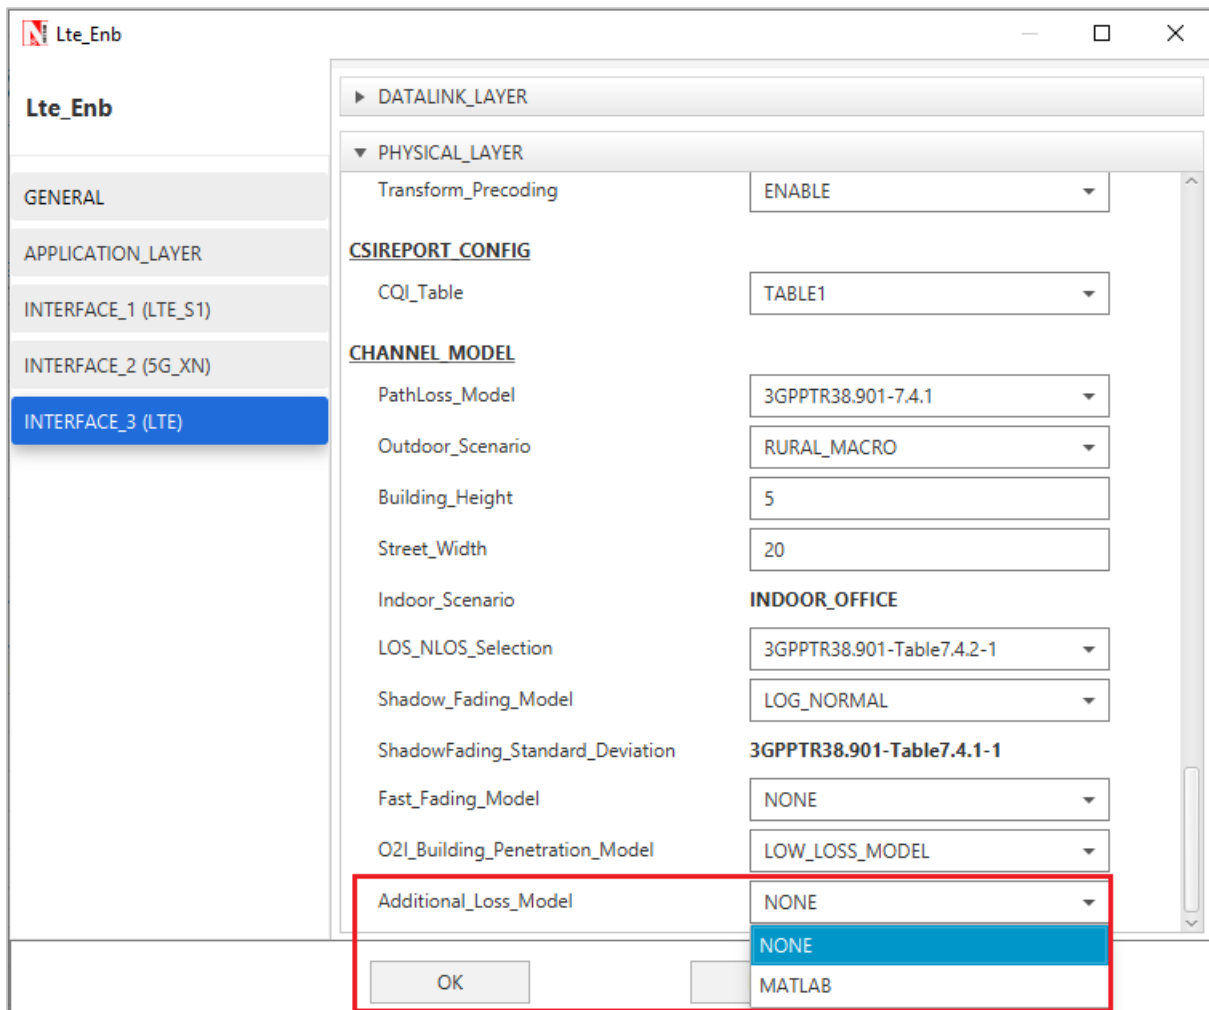 Lte_Enb
Lte_Enb
GENERAL
APPLICATION_LAYER
INTERFACE_1 (LTE_S1)
INTERFACE_2 (5G_XN)
INTERFACE_3 (LTE)
DATALINK_LAYER
PHYSICAL_LAYER
Transform_Precoding ENABLE
CSIREPORT_CONFIG
CQI_Table TABLE1
CHANNEL_MODEL
PathLoss_Model 3GPPTR38.901-7.4.1
Outdoor_Scenario RURAL_MACRO
Building_Height 5
Street_Width 20
Indoor_Scenario INDOOR_OFFICE
LOS_NLOS_Selection 3GPPTR38.901-Table7.4.2-1
Shadow_Fading_Model LOG_NORMAL
ShadowFading_Standard_Deviation 3GPPTR38.901-Table7.4.1-1
Fast_Fading_Model NONE
O2I_Building_Penetration_Model LOW_LOSS_MODEL
Additional_Loss_Model NONE
NONE
MATLAB
OK